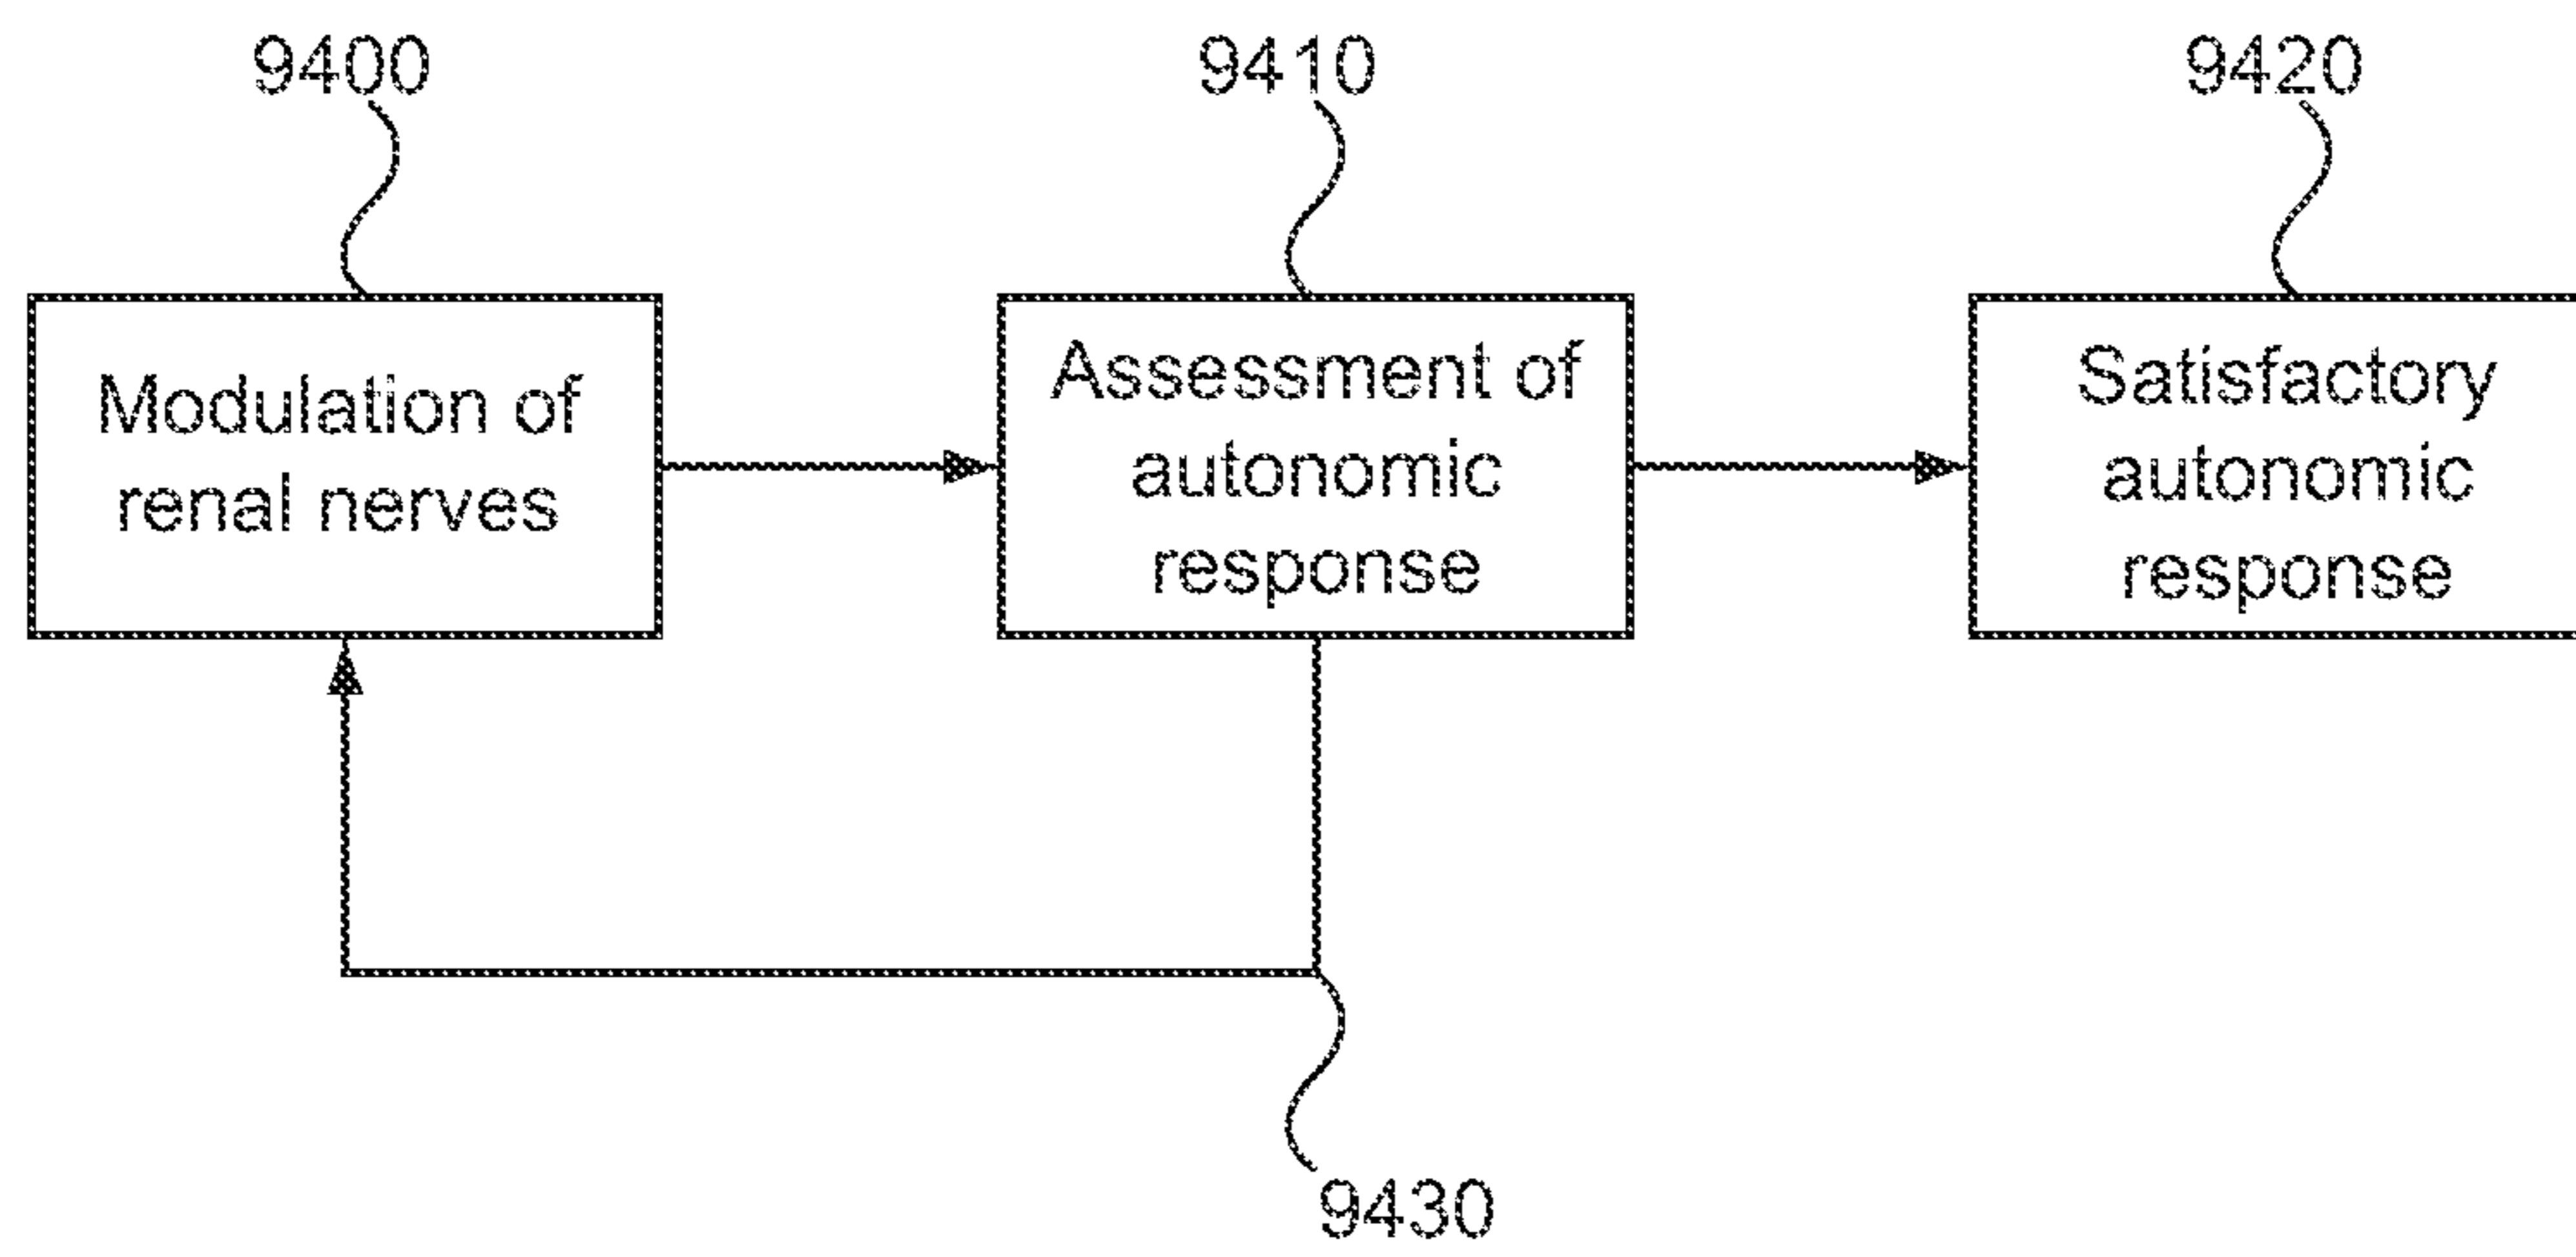 9400
9410
9420
Modulation of
renal nerves
Assessment of
autonomic
response
Satisfactory
autonomic
response
9430